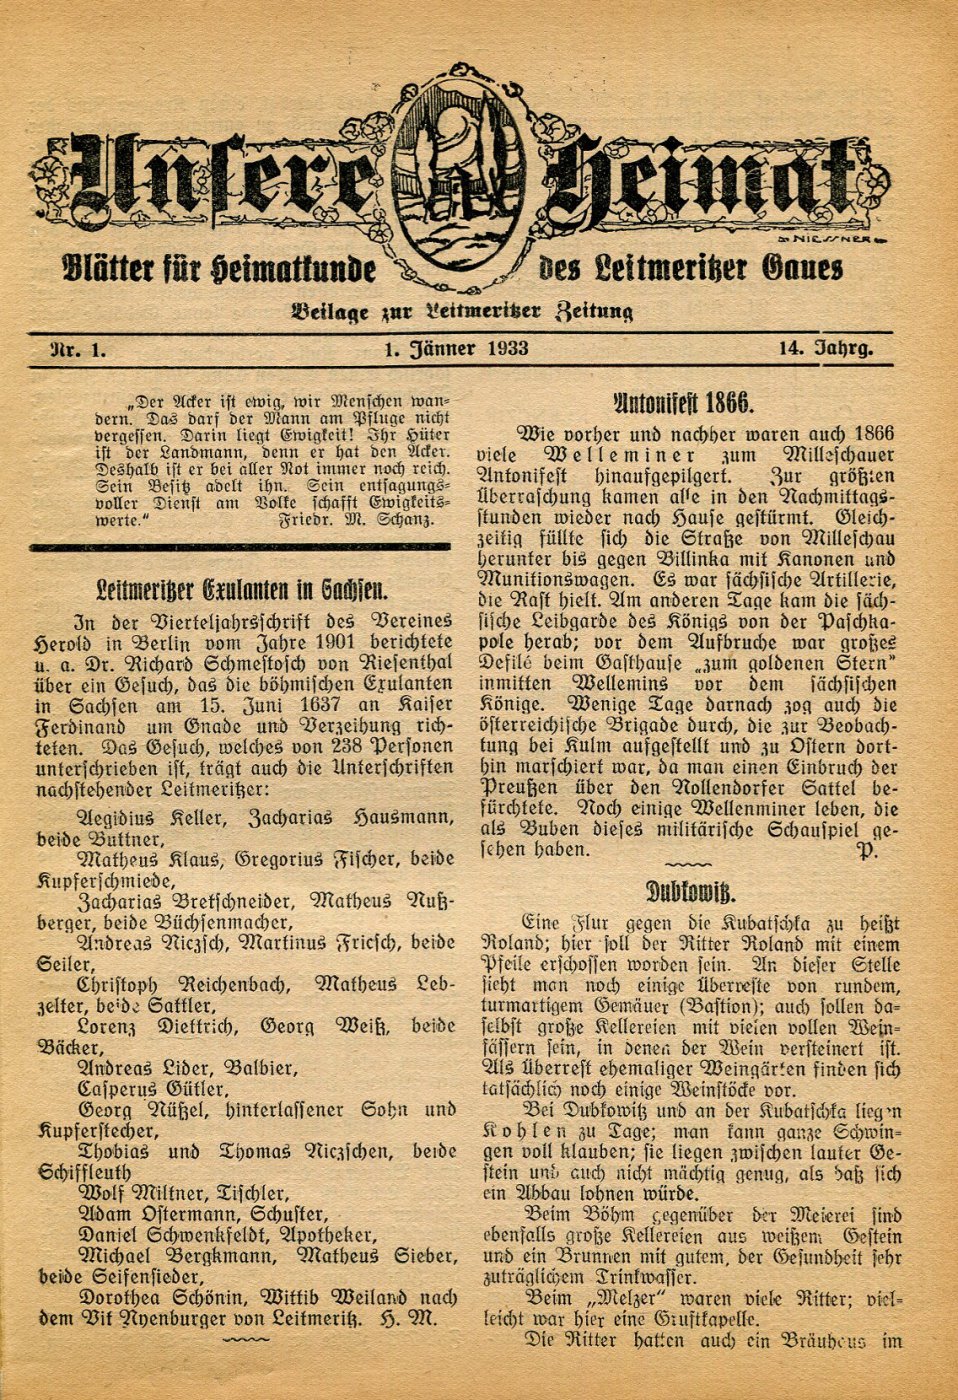 Unsere Heimat
NIESSNER
Blätter für Heimatkunde des Leitmeritzer Gaues
Beilage zur Leitmeritzer Zeitung
Nr. 1. 1. Jänner 1933 14. Jahrg.
„Der Acker ist ewig, wir Menschen wan-
dern. Das darf der Mann am Pfluge nicht
vergessen. Darin liegt Ewigkeit! Ihr Hüter
ist der Landmann, denn er hat den Acker.
Deshalb ist er bei aller Not immer noch reich.
Sein Besitz adelt ihn. Sein entsagungs-
voller Dienst am Volke schafft Ewigkeits-
werte.“ Friedr. M. Schanz.
Leitmeritzer Exulanten in Sachsen.
In der Vierteljahrsschrift des Vereines
Herold in Berlin vom Jahre 1901 berichtete
u. a. Dr. Richard Schmestosch von Riesenthal
über ein Gesuch, das die böhmischen Exulanten
in Sachsen am 15. Juni 1637 an Kaiser
Ferdinand um Gnade und Verzeihung rich-
teten. Das Gesuch, welches von 238 Personen
unterschrieben ist, trägt auch die Unterschriften
nachstehender Leitmeritzer:
Aegidius Keller, Zacharias Hausmann,
beide Buttner,
Matheus Klaus, Gregorius Fischer, beide
Kupferschmiede,
Zacharias Bretschneider, Matheus Nuß-
berger, beide Büchsenmacher,
Andreas Niczsch, Martinus Friesch, beide
Seiler,
Christoph Reichenbach, Matheus Leb-
zelter, beide Sattler,
Lorenz Diettrich, Georg Weiß, beide
Bäcker,
Andreas Lider, Balbier,
Casperus Gütler,
Georg Nüßel, hinterlassener Sohn und
Kupferstecher,
Thobias und Thomas Niczschen, beide
Schiffleuth
Wolf Miltner, Tischler,
Adam Ostermann, Schuster,
Daniel Schwenkfeldt, Apotheker,
Michael Bergkmann, Matheus Sieber,
beide Seifensieder,
Dorothea Schönin, Wittib Weiland nach
dem Vit Nyenburger von Leitmeritz. H. M.
Antonifest 1866.
Wie vorher und nachher waren auch 1866
viele Welleminer zum Milleschauer
Antonifest hinaufgepilgert. Zur größten
Überraschung kamen alle in den Nachmittags-
stunden wieder nach Hause gestürmt. Gleich-
zeitig füllte sich die Straße von Milleschau
herunter bis gegen Billinka mit Kanonen und
Munitionswagen. Es war sächsische Artillerie,
die Rast hielt. Am anderen Tage kam die säch-
sische Leibgarde des Königs von der Paschka-
pole herab; vor dem Aufbruche war großes
Defilé beim Gasthause „zum goldenen Stern“
inmitten Wellemins vor dem sächsischen
Könige. Wenige Tage darnach zog auch die
österreichische Brigade durch, die zur Beobach-
tung bei Kulm aufgestellt und zu Ostern dort-
hin marschiert war, da man einen Einbruch der
Preußen über den Nollendorfer Sattel be-
fürchtete. Noch einige Wellenminer leben, die
als Buben dieses militärische Schauspiel ge-
sehen haben. P.
Dubkowitz.
Eine Flur gegen die Kubatschka zu heißt
Roland; hier soll der Ritter Roland mit einem
Pfeile erschossen worden sein. An dieser Stelle
sieht man noch einige Überreste von rundem,
turmartigem Gemäuer (Bastion); auch sollen da-
selbst große Kellereien mit vielen vollen Wein-
fässern sein, in denen der Wein versteinert ist.
Als Überrest ehemaliger Weingärten finden sich
tatsächlich noch einige Weinstöcke vor.
Bei Dubkowitz und an der Kubatschka liegen
Kohlen zu Tage; man kann ganze Schwin-
gen voll klauben; sie liegen zwischen lauter Ge-
stein und auch nicht mächtig genug, als daß sich
ein Abbau lohnen würde.
Beim Böhm gegenüber der Meierei sind
ebenfalls große Kellereien aus weißem Gestein
und ein Brunnen mit gutem, der Gesundheit sehr
zuträglichem Trinkwasser.
Beim „Melzer“ waren viele Ritter; viel-
leicht war hier eine Gruftkapelle.
Die Ritter hatten auch ein Bräuhaus im